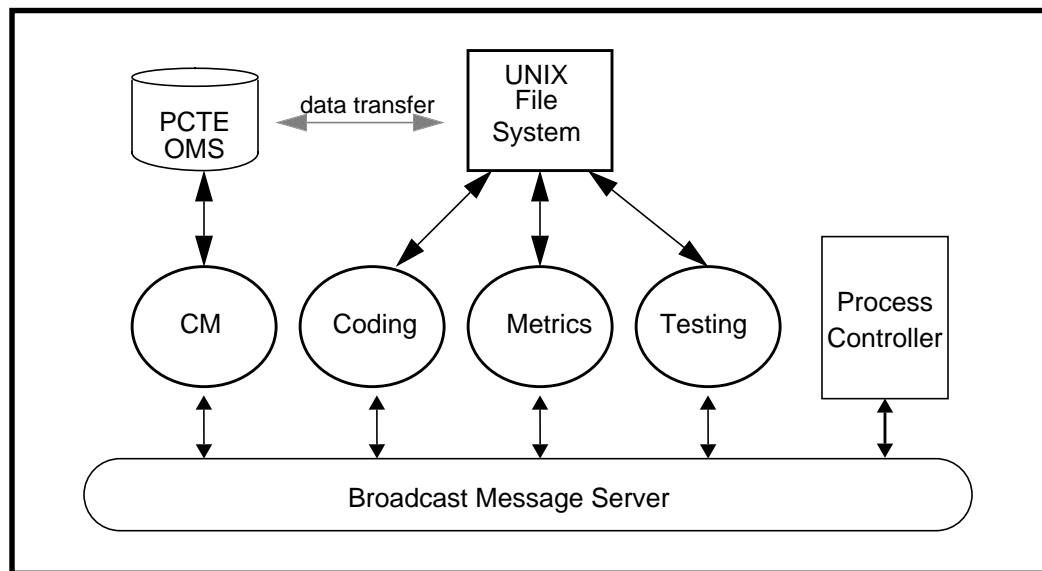 PCTE
OMS
data transfer
UNIX
File
System
CM
Coding
Metrics
Testing
Process
Controller
Broadcast Message Server